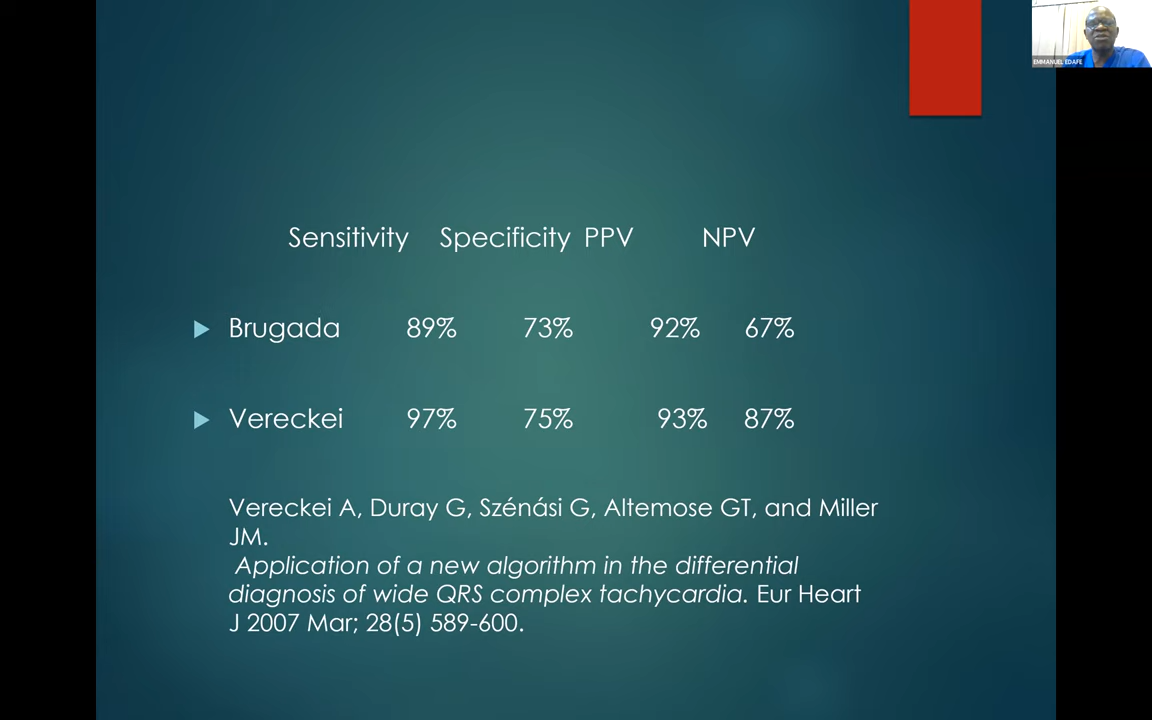 EMMANUEL EDAFE
Sensitivity Specificity PPV NPV
Brugada 89% 73% 92% 67%
Vereckei 97% 75% 93% 87%
Vereckei A, Duray G, Szénási G, Altemose GT, and Miller
JM.
Application of a new algorithm in the differential
diagnosis of wide QRS complex tachycardia. Eur Heart
J 2007 Mar; 28(5) 589-600.